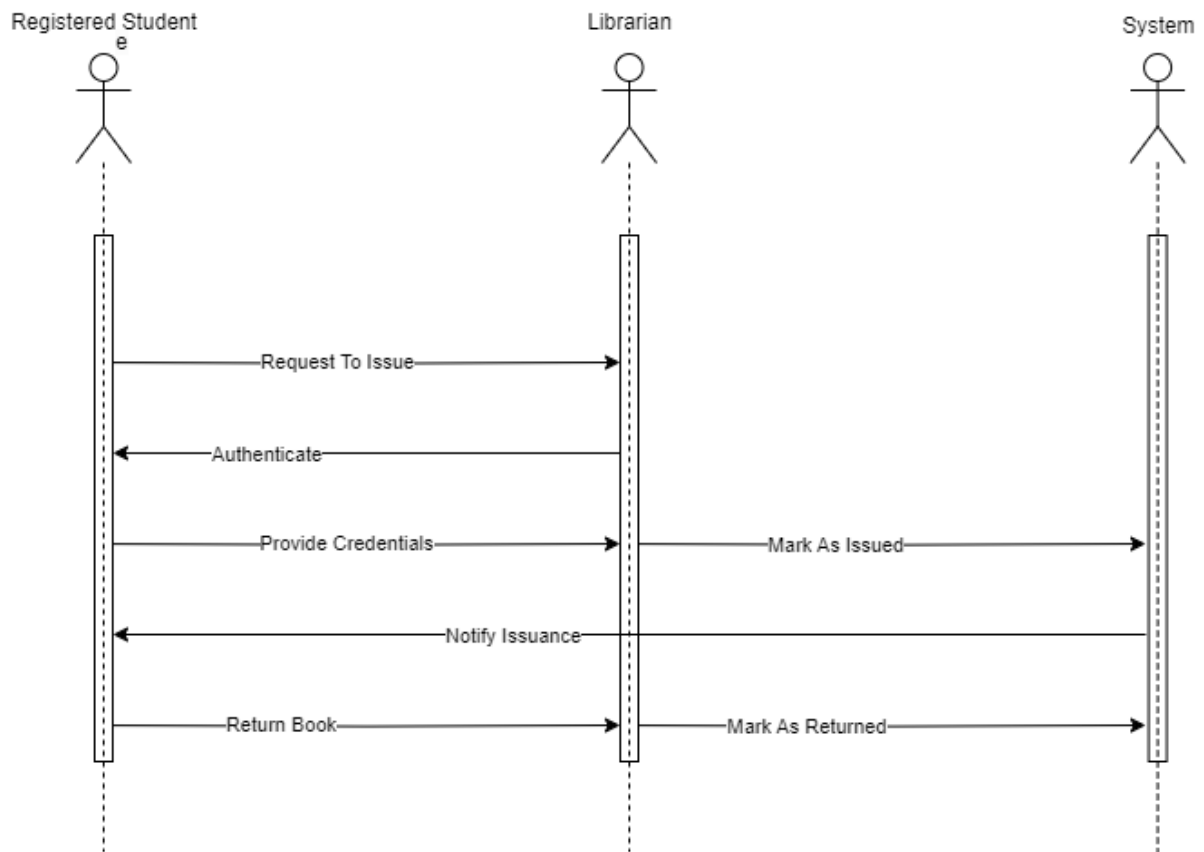 Registered Student
e
Librarian
System
Request To Issue
Authenticate
Provide Credentials
Mark As Issued
Notify Issuance
Return Book
Mark As Returned